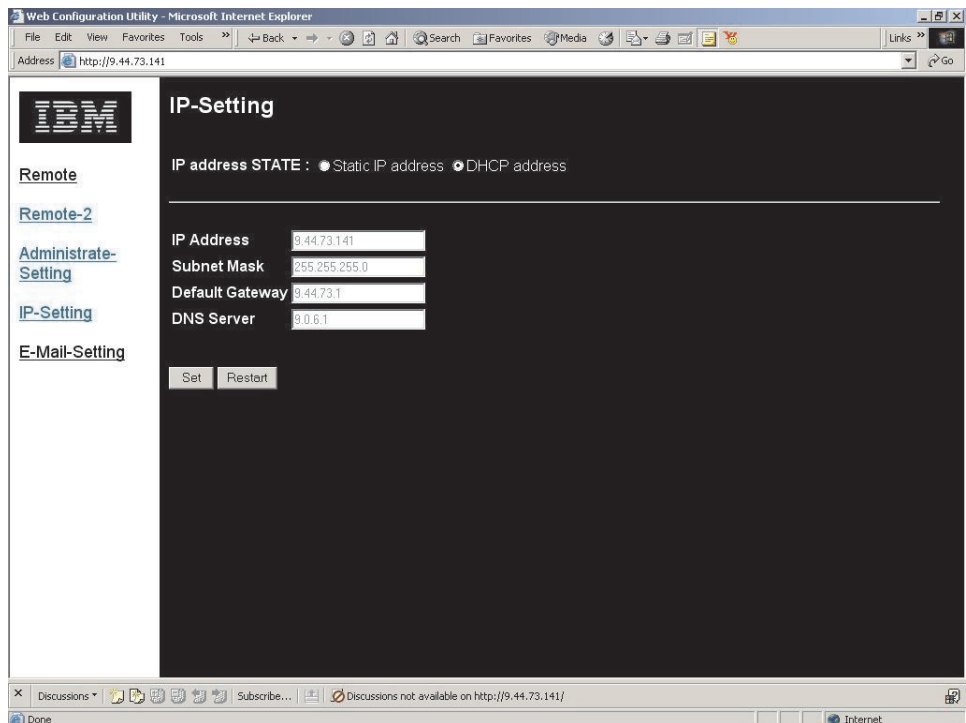 Web Configuration Utility - Microsoft Internet Explorer
File Edit View Favorites Tools » Back Search Favorites Media Links »
Address http://9.44.73.141 Go
IBM
Remote
Remote-2
Administrate-
Setting
IP-Setting
E-Mail-Setting
IP-Setting
IP address STATE : Static IP address DHCP address
IP Address 9.44.73.141
Subnet Mask 255.255.255.0
Default Gateway 9.44.73.1
DNS Server 9.0.6.1
Set Restart
Discussions Subscribe... Discussions not available on http://9.44.73.141/
Done Internet